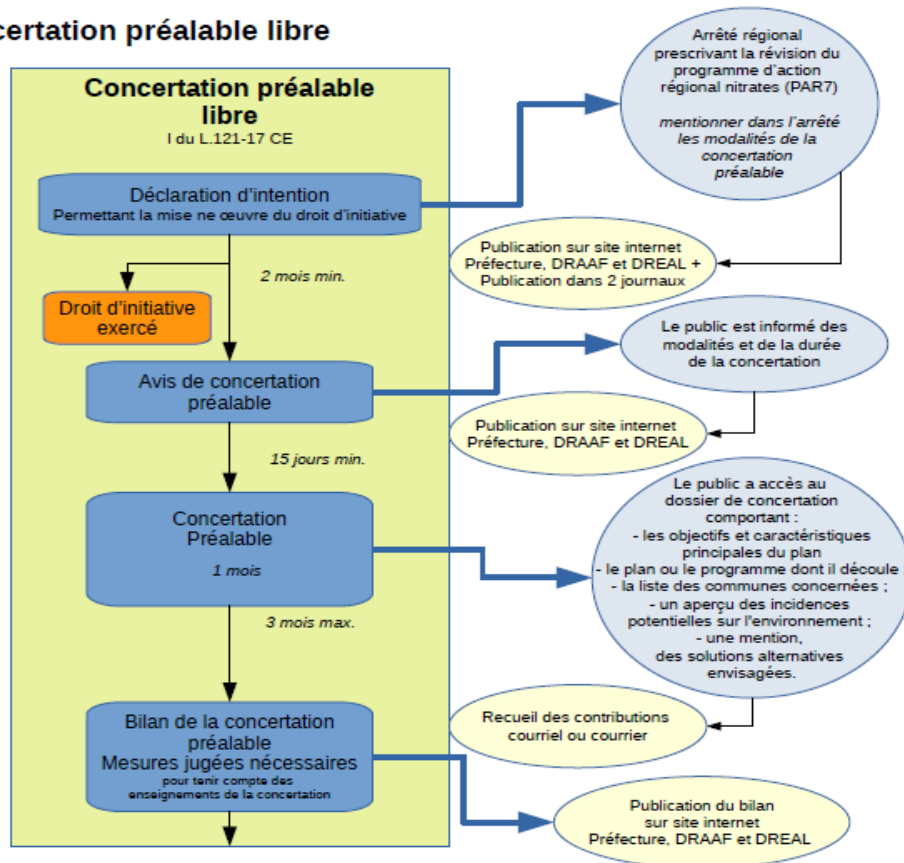 certation préalable libre
Concertation préalable
libre
I du L.121-17 CE
Déclaration d'intention
Permettant la mise ne œuvre du droit d'initiative
2 mois min.
Droit d'initiative
exercé
Avis de concertation
préalable
15 jours min.
Concertation
Préalable
1 mois
3 mois max.
Bilan de la concertation
préalable
Mesures jugées nécessaires
pour tenir compte des
enseignements de la concertation
Arrêté régional
prescrivant la révision du
programme d'action
régional nitrates (PAR7)
mentionner dans l'arrêté
les modalités de la
concertation
préalable
Publication sur site internet
Préfecture, DRAAF et DREAL +
Publication dans 2 journaux
Le public est informé des
modalités et de la durée
de la concertation
Publication sur site internet
Préfecture, DRAAF et DREAL
Le public a accès au
dossier de concertation
comportant :
- les objectifs et caractéristiques
principales du plan
- le plan ou le programme dont il découle ;
- la liste des communes concernées ;
- un aperçu des incidences
potentielles sur l'environnement ;
- une mention,
des solutions alternatives
envisagées.
Recueil des contributions
courriel ou courrier
Publication du bilan
sur site internet
Préfecture, DRAAF et DREAL